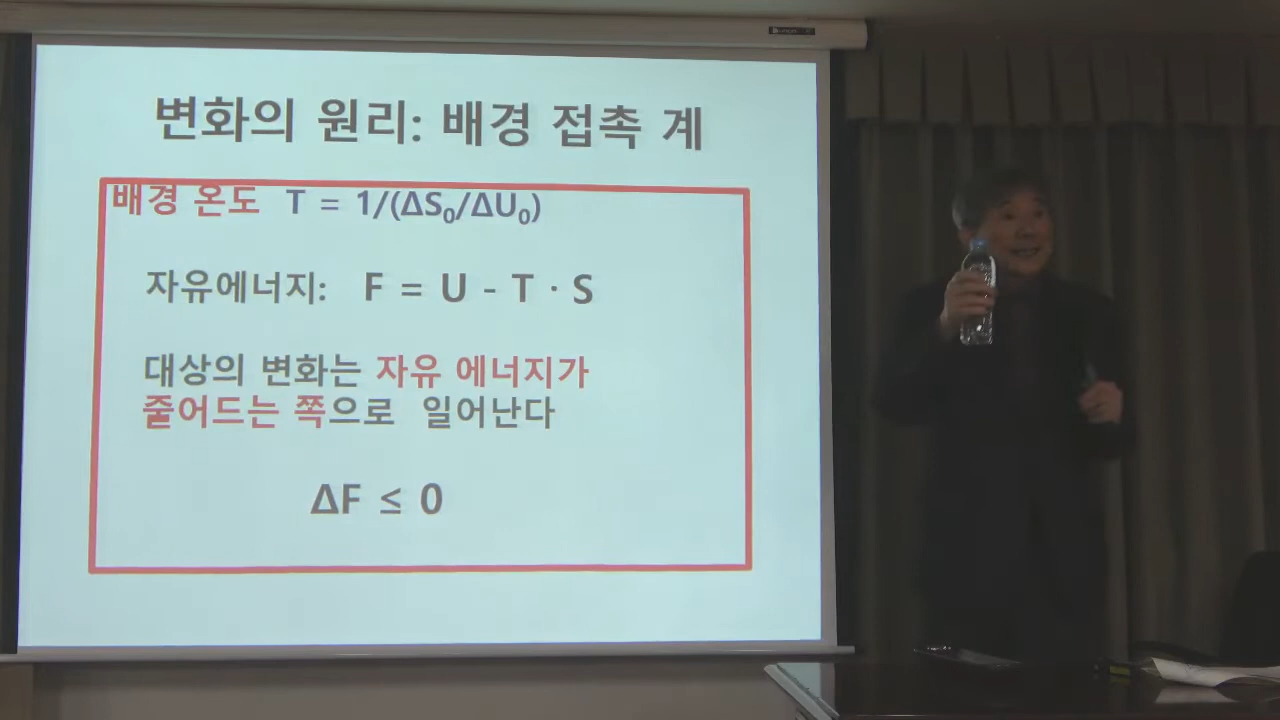 변화의 원리: 배경 접촉 계
배경 온도 T = 1/(ΔS₀/ΔU₀)
자유에너지: F = U - T · S
대상의 변화는 자유 에너지가
줄어드는 쪽으로 일어난다
ΔF ≤ 0